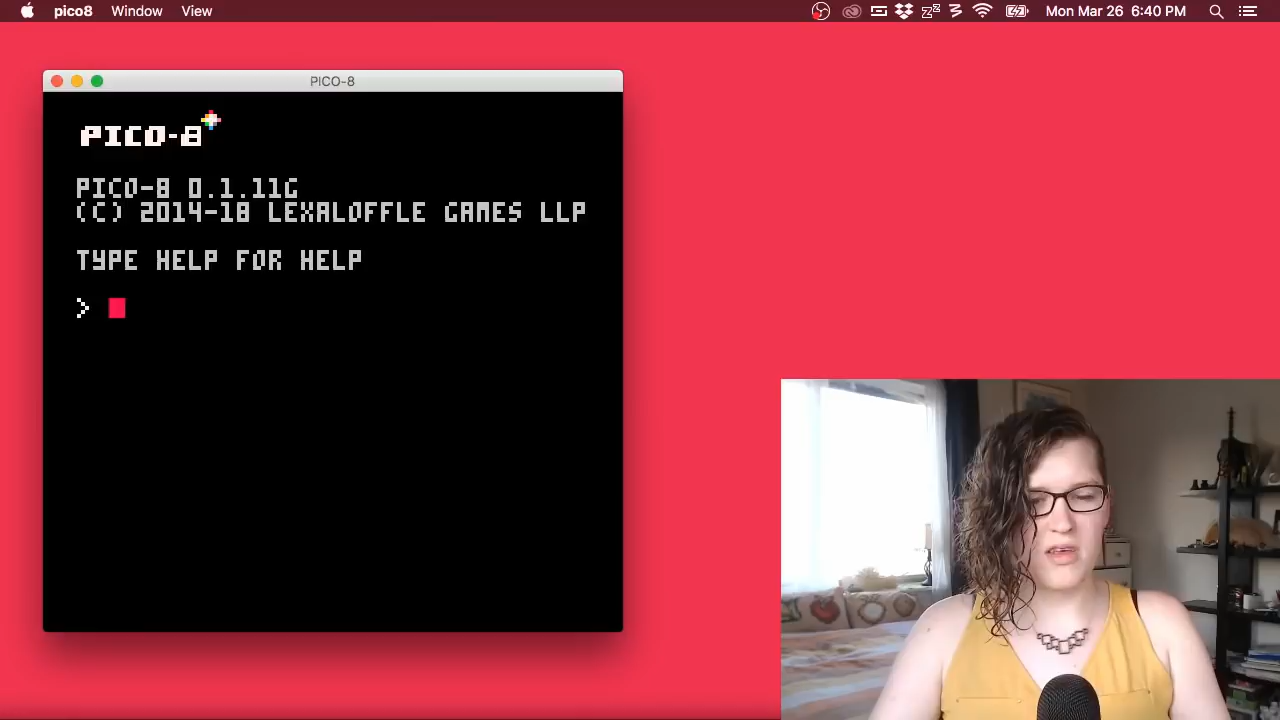 pico8 Window View Mon Mar 26 6:40 PM
PICO-8
PICO-8
PICO-8 0.1.11G
(C) 2014-18 LEXALOFFLE GAMES LLP
TYPE HELP FOR HELP
>